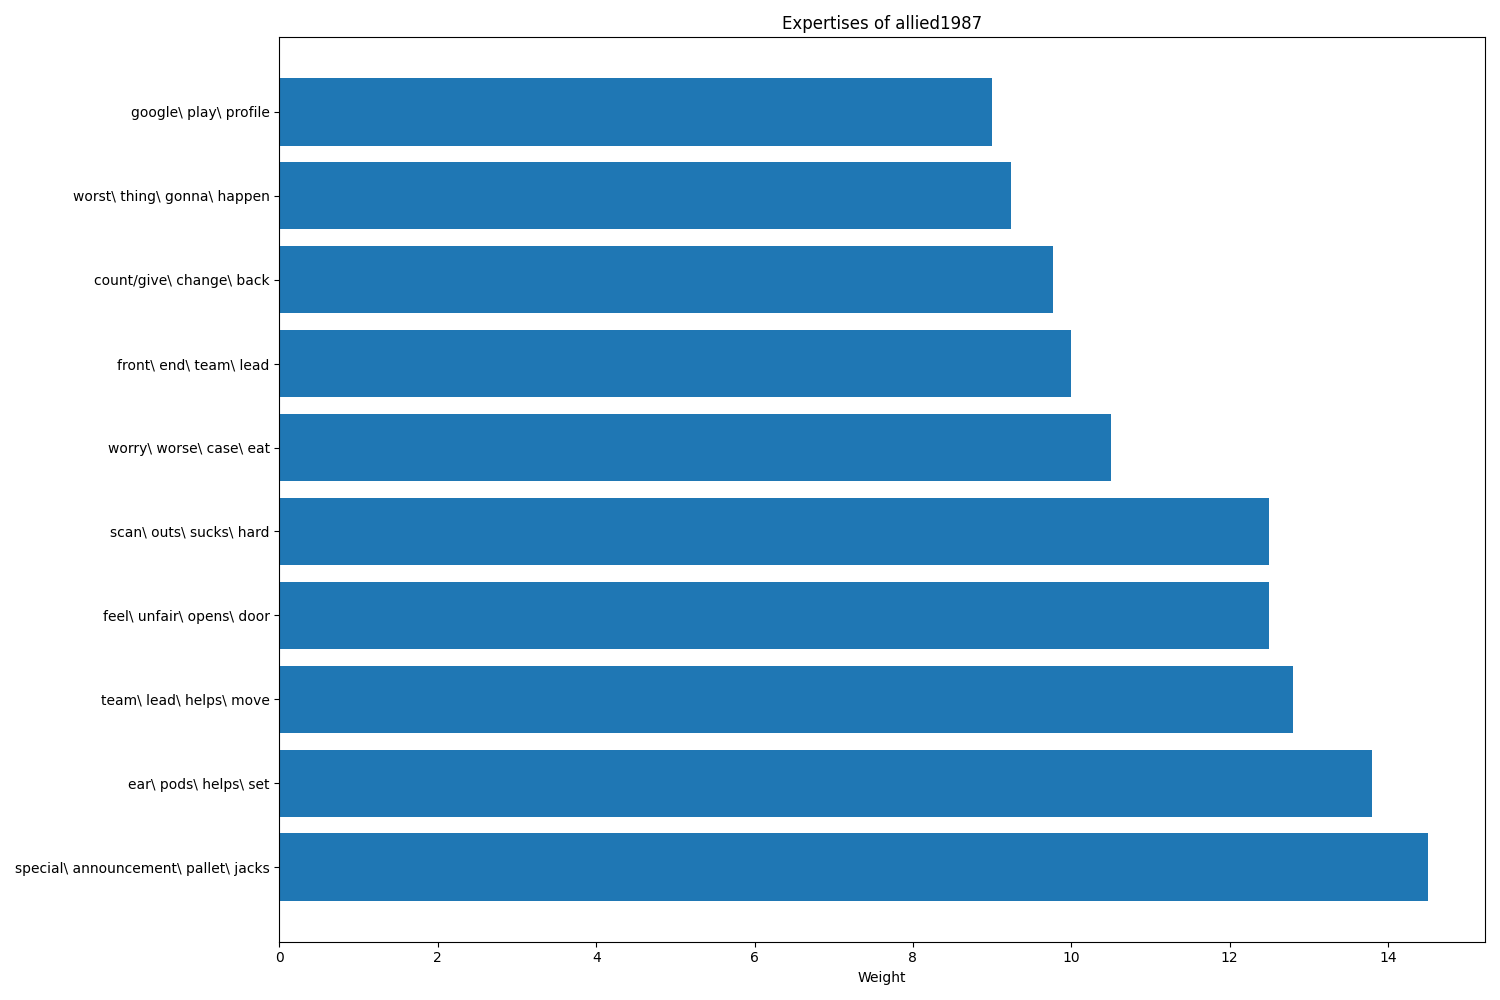 Expertises of allied1987
google\ play\ profile
worst\ thing\ gonna\ happen
count/give\ change\ back
front\ end\ team\ lead
worry\ worse\ case\ eat
scan\ outs\ sucks\ hard
feel\ unfair\ opens\ door
team\ lead\ helps\ move
ear\ pods\ helps\ set
special\ announcement\ pallet\ jacks
0 2 4 6 8 10 12 14
Weight